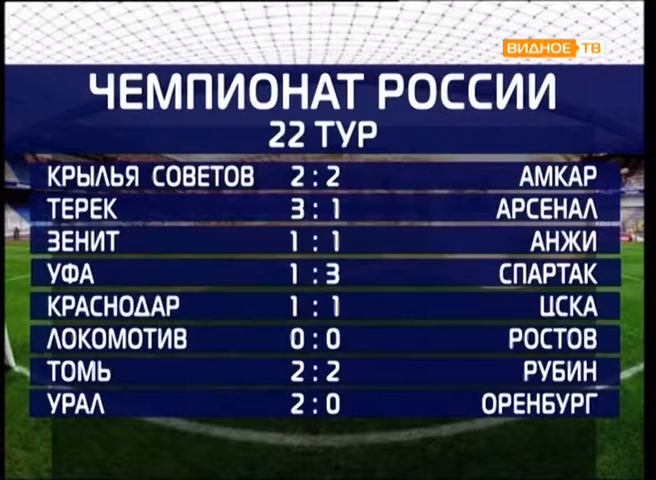 ВИДНОЕ ТВ
ЧЕМПИОНАТ РОССИИ
22 ТУР
КРЫЛЬЯ СОВЕТОВ 2 : 2 АМКАР
ТЕРЕК 3 : 1 АРСЕНАЛ
ЗЕНИТ 1 : 1 АНЖИ
УФА 1 : 3 СПАРТАК
КРАСНОДАР 1 : 1 ЦСКА
ЛОКОМОТИВ 0 : 0 РОСТОВ
ТОМЬ 2 : 2 РУБИН
УРАЛ 2 : 0 ОРЕНБУРГ